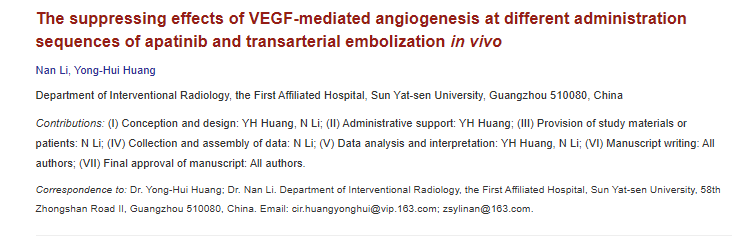 The suppressing effects of VEGF-mediated angiogenesis at different administration
sequences of apatinib and transarterial embolization in vivo
Nan Li, Yong-Hui Huang
Department of Interventional Radiology, the First Affiliated Hospital, Sun Yat-sen University, Guangzhou 510080, China
Contributions: (I) Conception and design: YH Huang, N Li; (II) Administrative support: YH Huang; (III) Provision of study materials or
patients: N Li; (IV) Collection and assembly of data: N Li; (V) Data analysis and interpretation: YH Huang, N Li; (VI) Manuscript writing: All
authors; (VII) Final approval of manuscript: All authors.
Correspondence to: Dr. Yong-Hui Huang; Dr. Nan Li. Department of Interventional Radiology, the First Affiliated Hospital, Sun Yat-sen University, 58th
Zhongshan Road II, Guangzhou 510080, China. Email: cir.huangyonghui@vip.163.com; zsylinan@163.com.